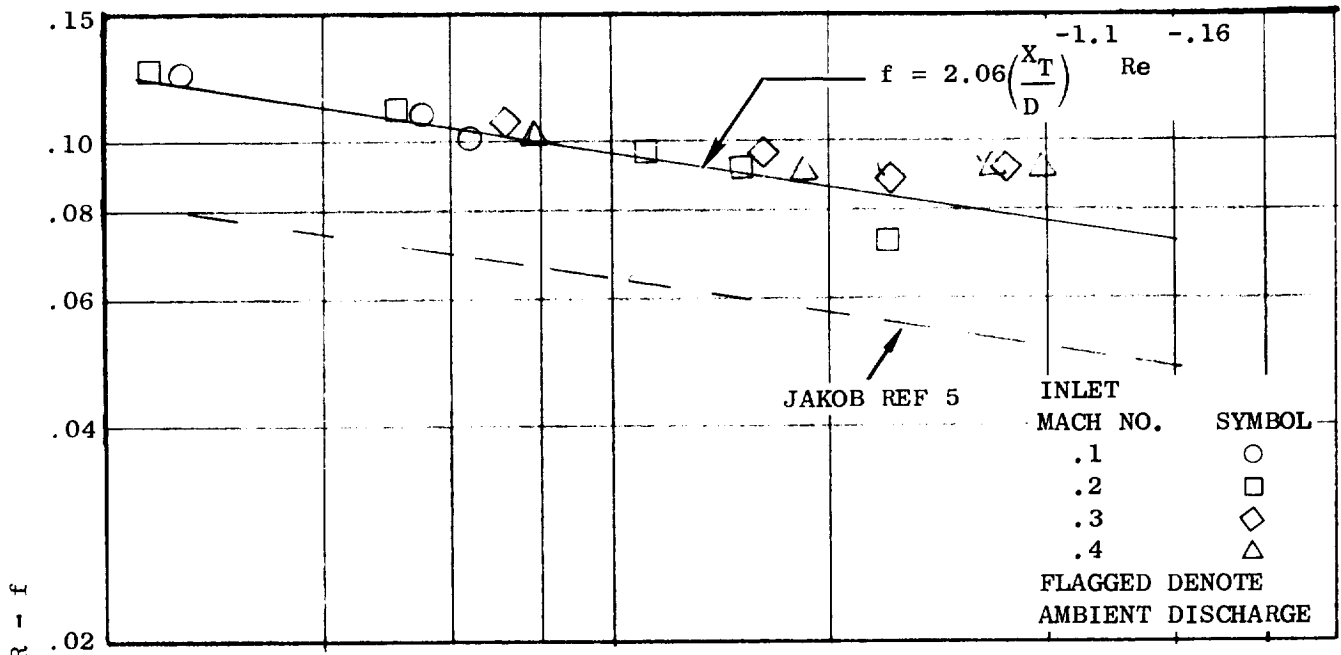 .15
.10
.08
.06
.04
.02
R - f
f = 2.06(X_T/D)^-1.1 Re^-.16
JAKOB REF 5
INLET
MACH NO. SYMBOL
.1 ○
.2 □
.3 ◇
.4 △
FLAGGED DENOTE
AMBIENT DISCHARGE